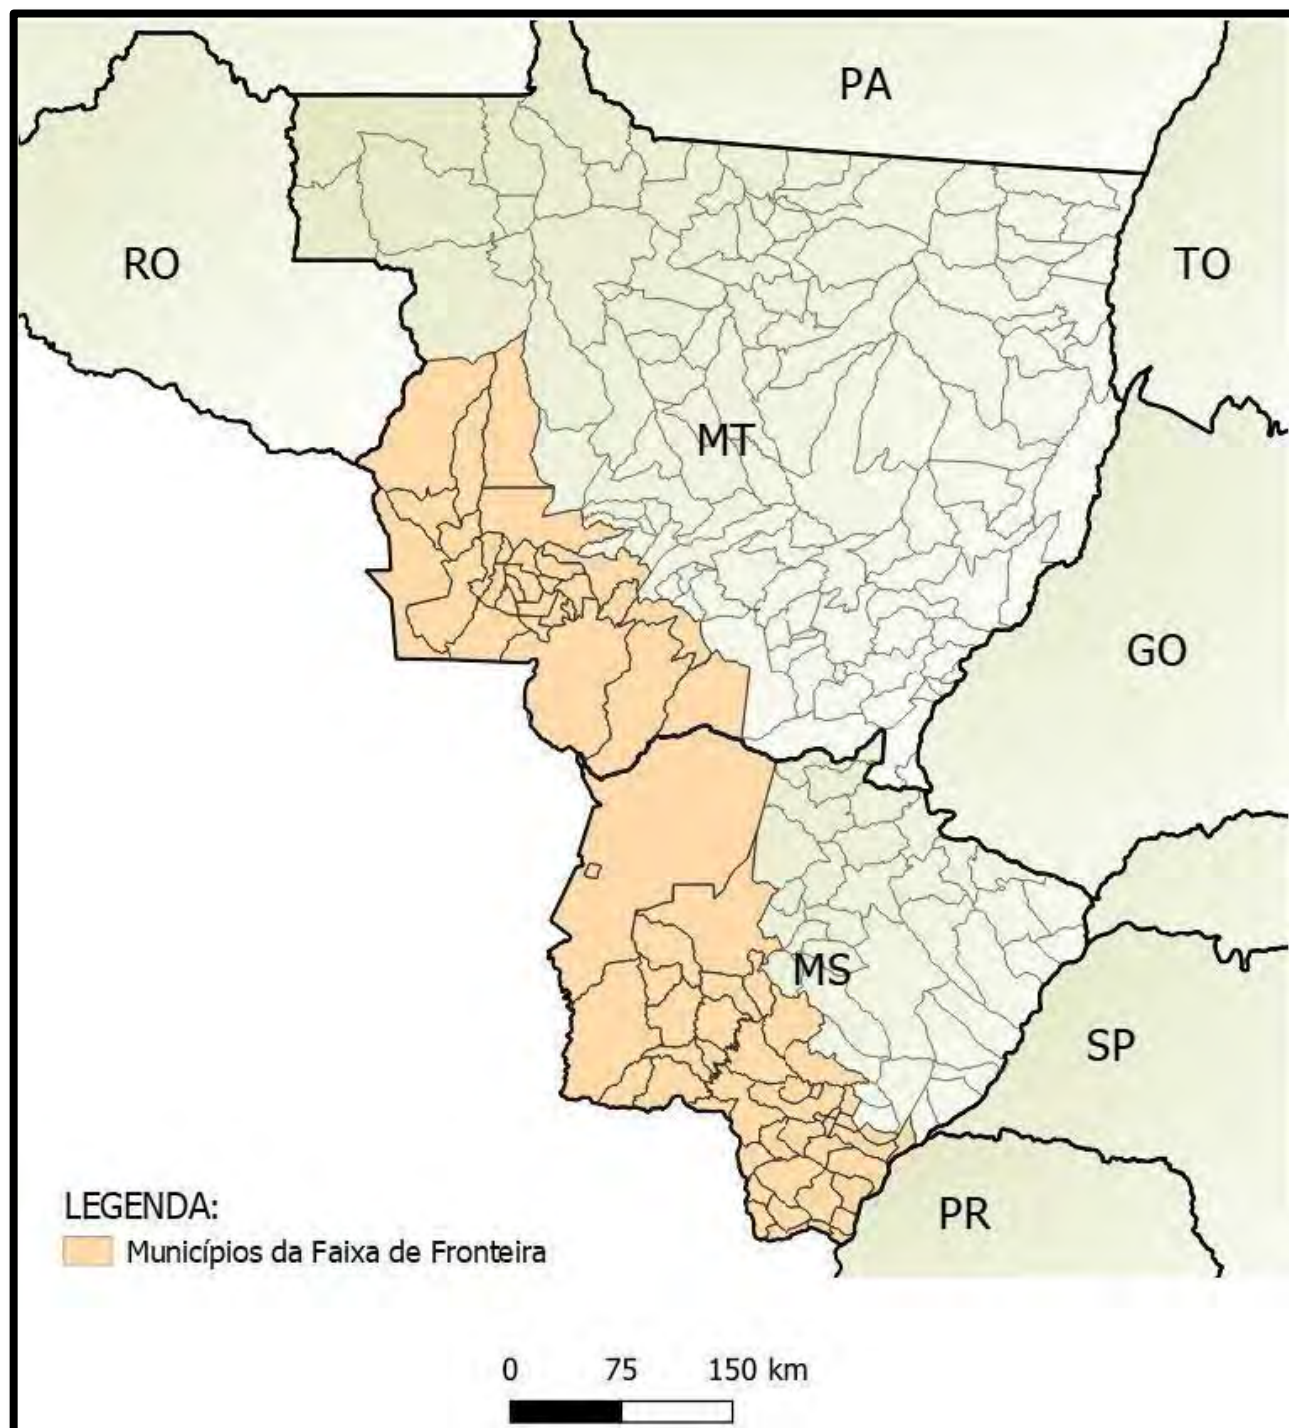 PA
RO
TO
MT
GO
MS
SP
PR
LEGENDA:
Municípios da Faixa de Fronteira
0 75 150 km